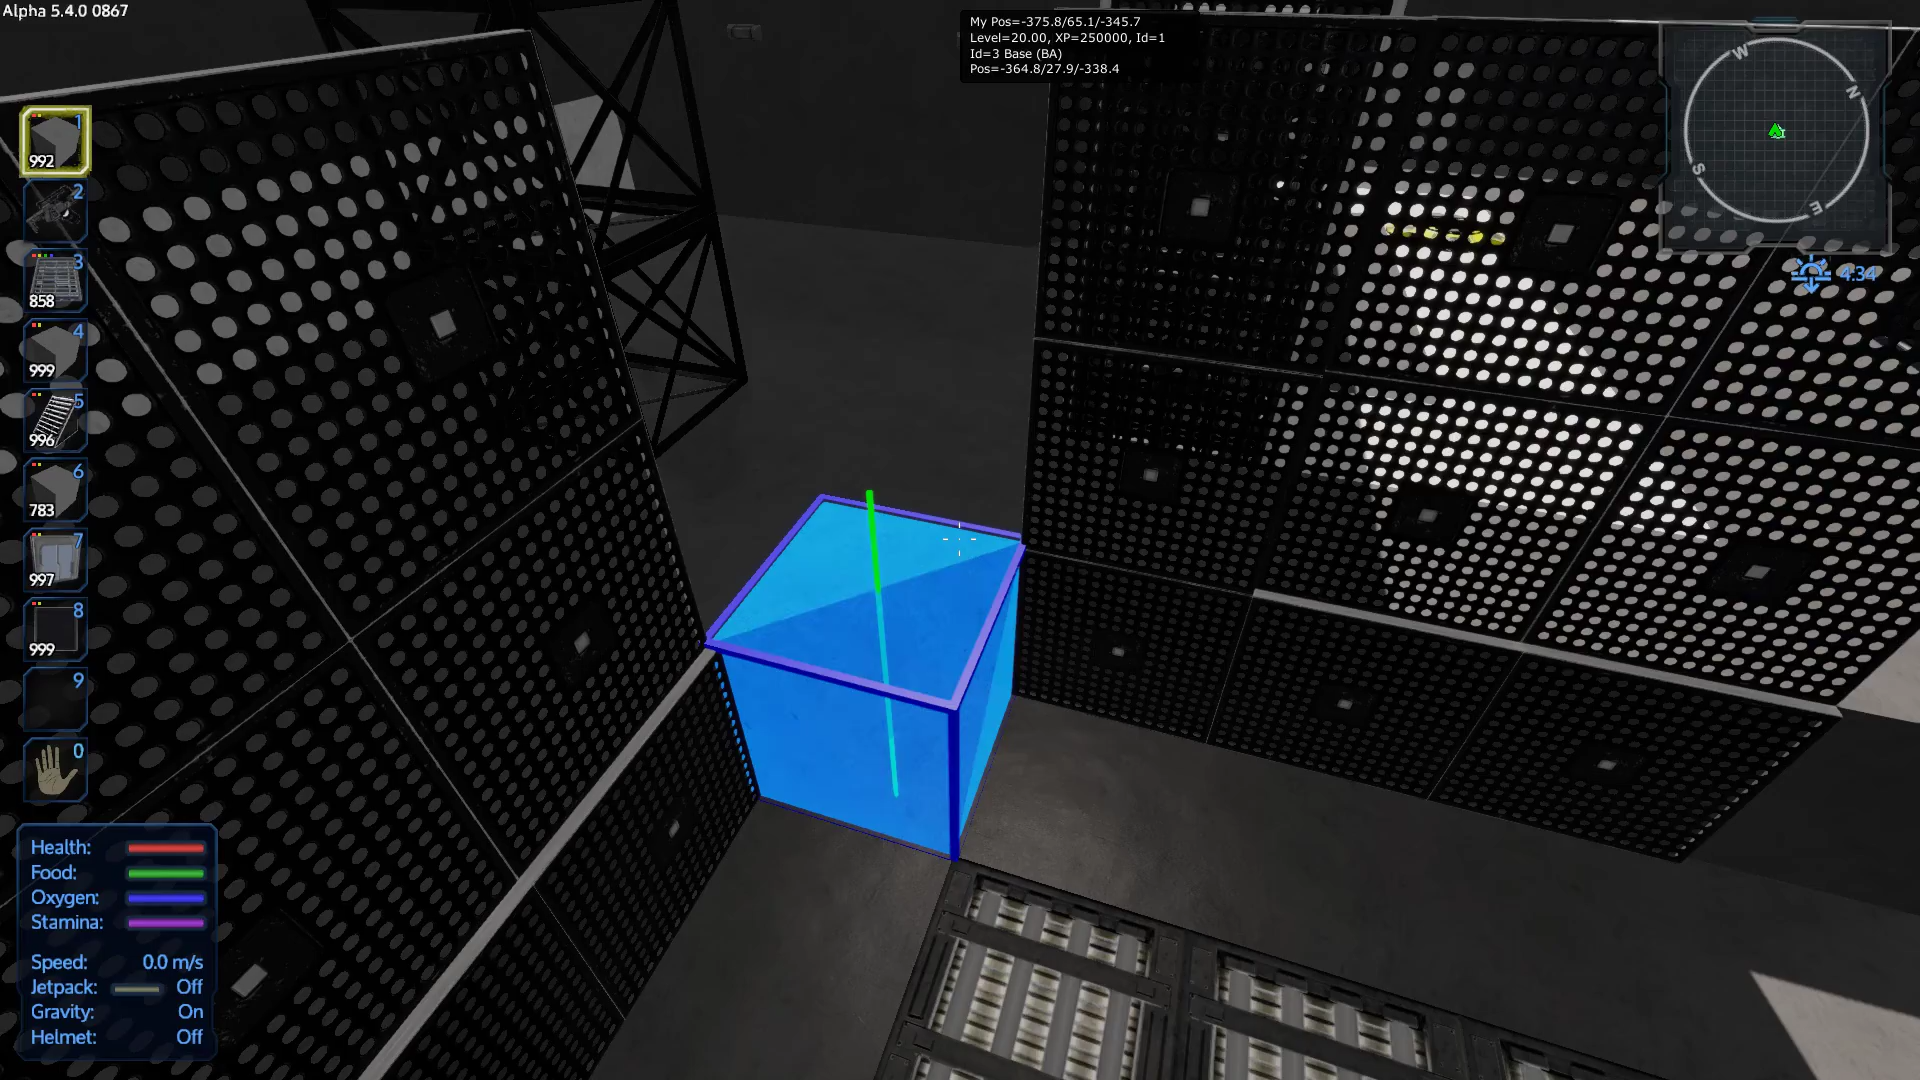 Alpha 5.4.0 0867
My Pos=-375.8/65.1/-345.7
Level=20.00, XP=250000, Id=1
Id=3 Base (BA)
Pos=-364.8/27.9/-338.4
W
N
S
E
4:34
1
992
2
3
858
4
999
5
996
6
783
7
997
8
999
9
0
Health:
Food:
Oxygen:
Stamina:
Speed: 0.0 m/s
Jetpack: Off
Gravity: On
Helmet: Off